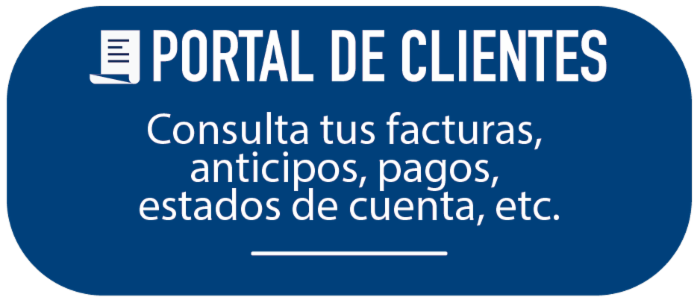 PORTAL DE CLIENTES
Consulta tus facturas,
anticipos, pagos,
estados de cuenta, etc.